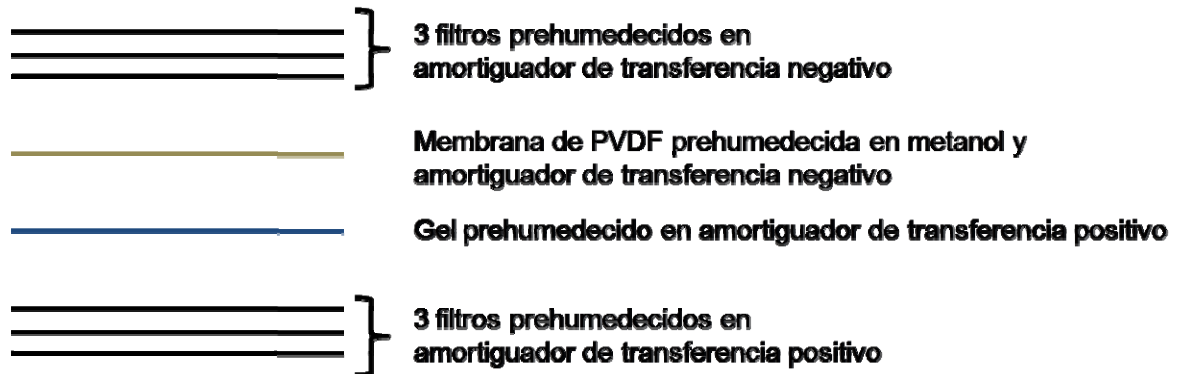 3 filtros prehumedecidos en
amortiguador de transferencia negativo
Membrana de PVDF prehumedecida en metanol y
amortiguador de transferencia negativo
Gel prehumedecido en amortiguador de transferencia positivo
3 filtros prehumedecidos en
amortiguador de transferencia positivo